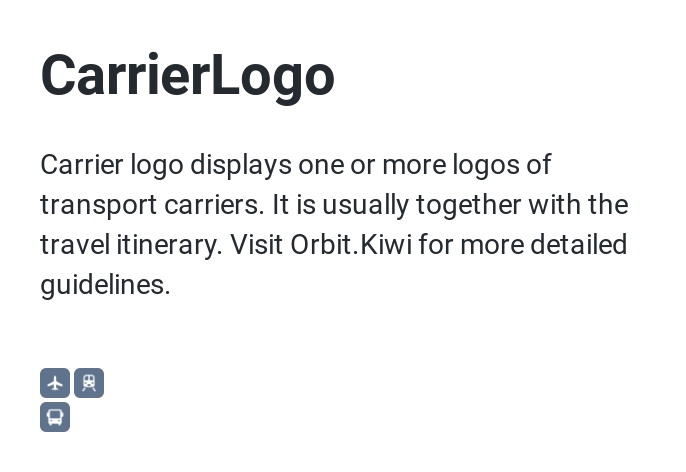 CarrierLogo
Carrier logo displays one or more logos of
transport carriers. It is usually together with the
travel itinerary. Visit Orbit.Kiwi for more detailed
guidelines.